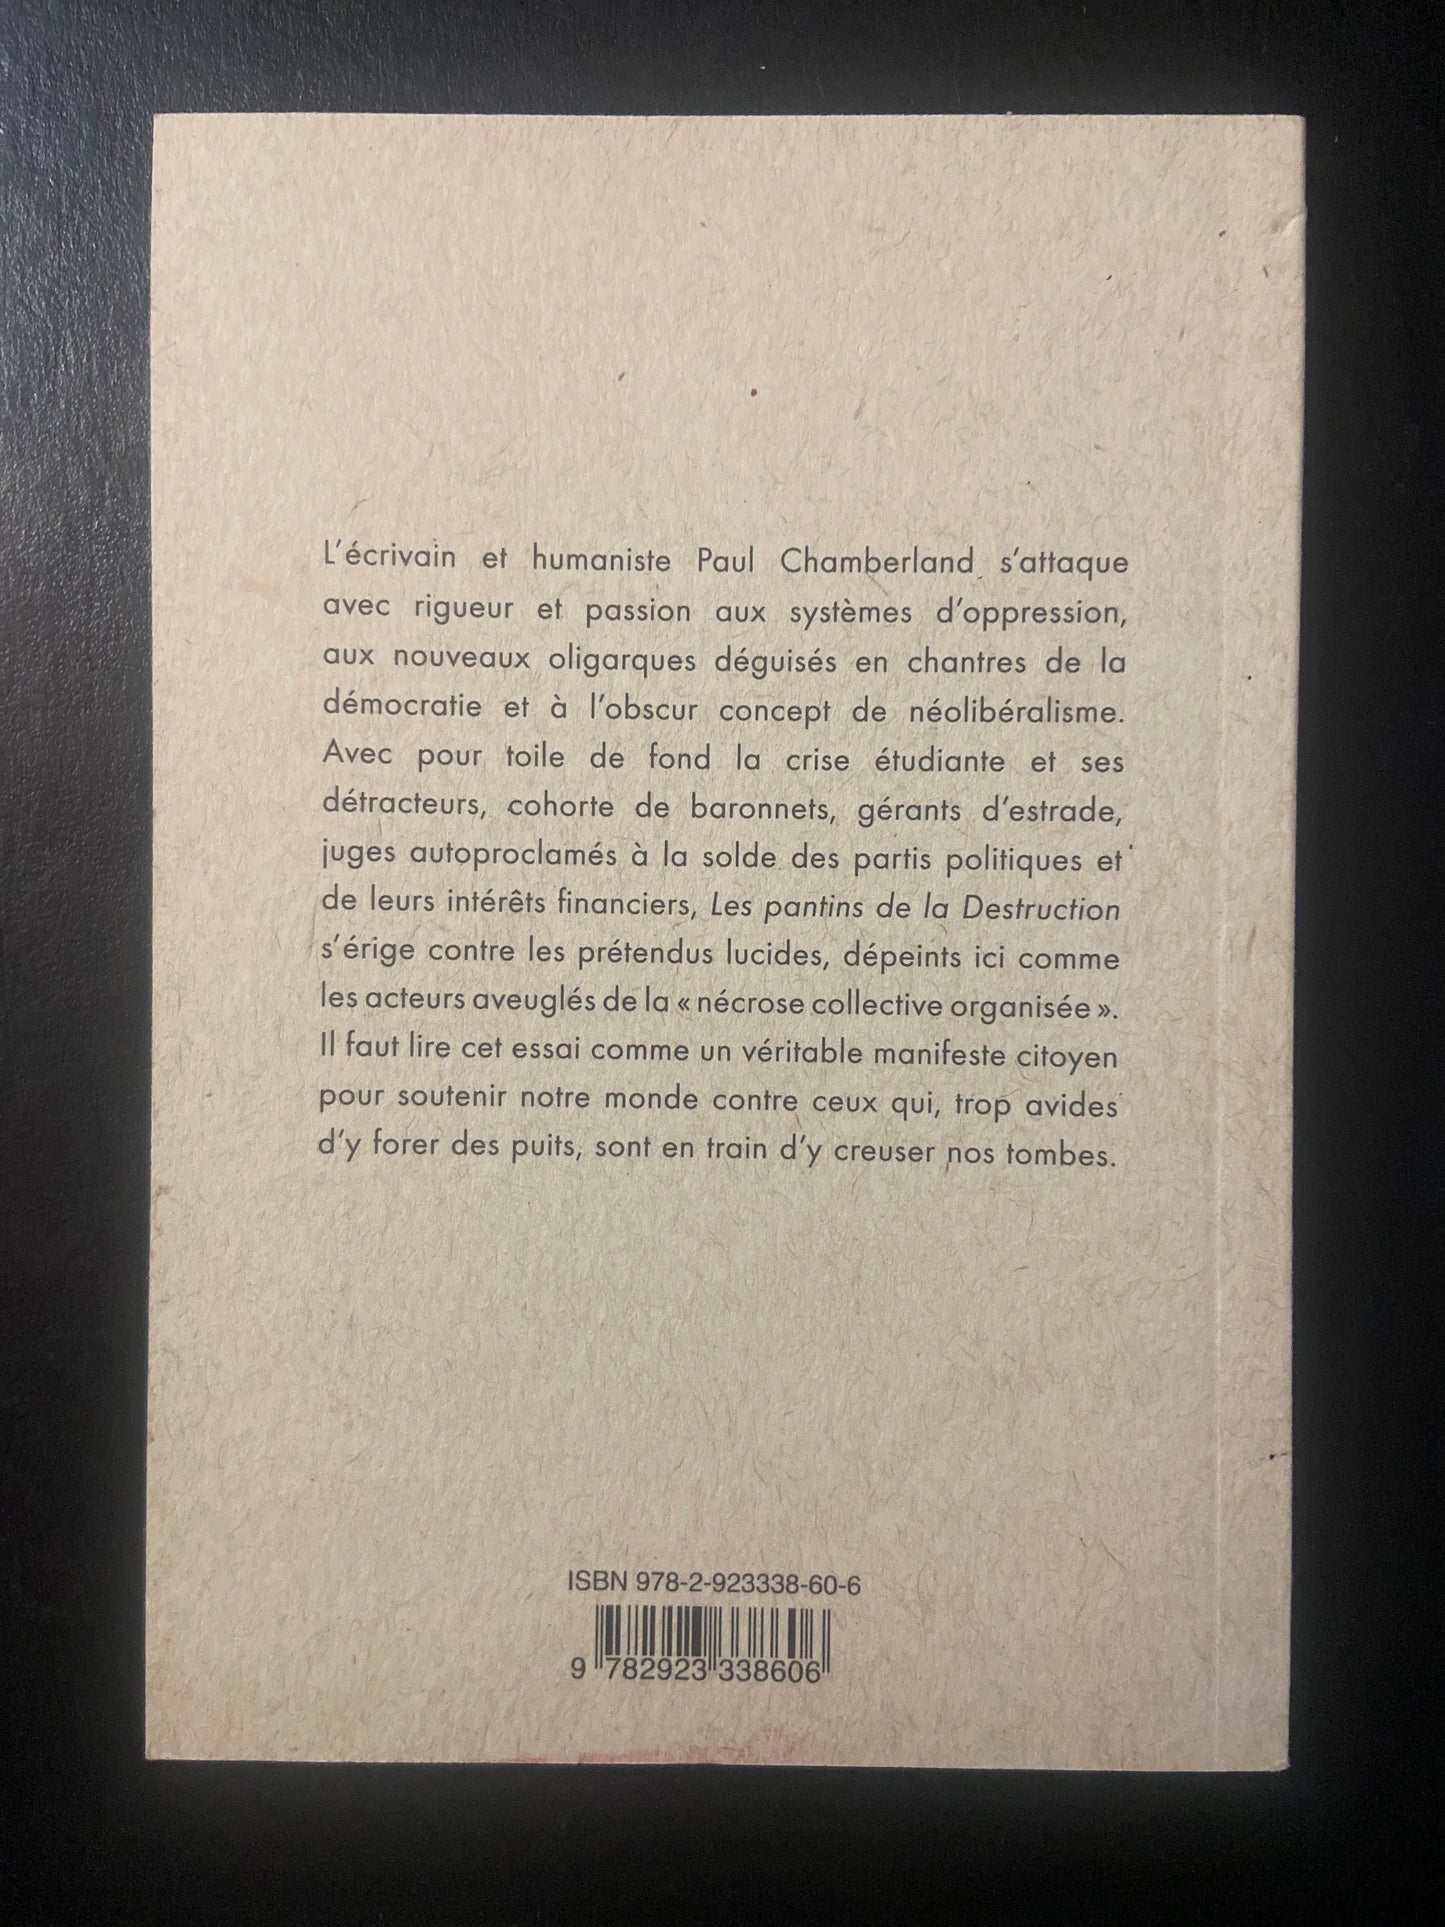 L'écrivain et humaniste Paul Chamberland s'attaque
avec rigueur et passion aux systèmes d'oppression,
aux nouveaux oligarques déguisés en chantres de la
démocratie et à l'obscur concept de néolibéralisme.
Avec pour toile de fond la crise étudiante et ses
détracteurs, cohorte de baronnets, gérants d'estrade,
juges autoproclamés à la solde des partis politiques et
de leurs intérêts financiers, Les pantins de la Destruction
s'érige contre les prétendus lucides, dépeints ici comme
les acteurs aveuglés de la « nécrose collective organisée ».
Il faut lire cet essai comme un véritable manifeste citoyen
pour soutenir notre monde contre ceux qui, trop avides
d'y forer des puits, sont en train d'y creuser nos tombes.
ISBN 978-2-923338-60-6
9 782923 338606